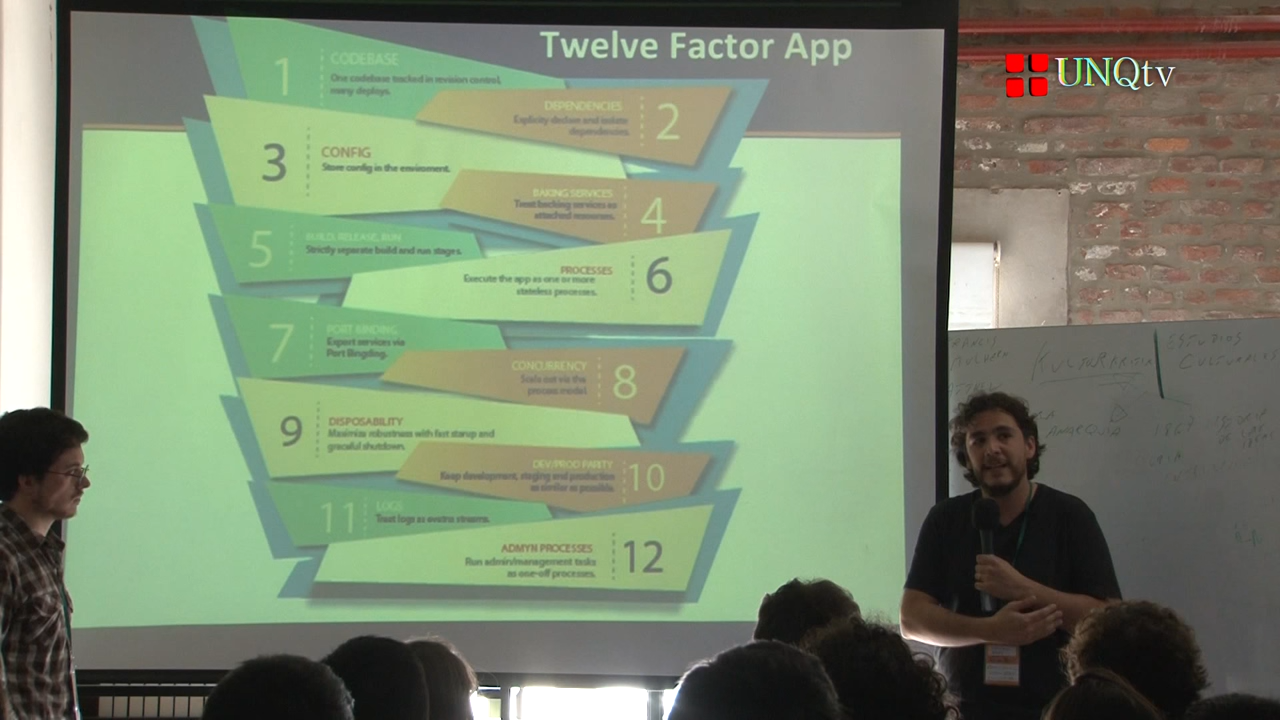 Twelve Factor App
UNQtv
1
CODEBASE
One codebase tracked in revision control,
many deploys.
DEPENDENCIES
Explicitly declare and isolate
dependencies.
2
3
CONFIG
Store config in the enviroment.
BAKING SERVICES
Treet backing services as
attached resources.
4
5
BUILD, RELEASE, RUN
Strictly separate build and run stages.
PROCESSES
Execute the app as one or more
stateless processes.
6
7
PORT BINDING
Export services via
Port Bingding.
CONCURRENCY
Scale out via the
process model.
8
9
DISPOSABILITY
Maximize robustness with fast starup and
graceful shutdown.
DEV/PROD PARITY
Keep development, staging and production
as similar as possible.
10
11
LOGS
Treat logs as evetns streams.
ADMYN PROCESSES
Run admin/management tasks
as one-off processes.
12
ESTUDIOS
CULTURALES